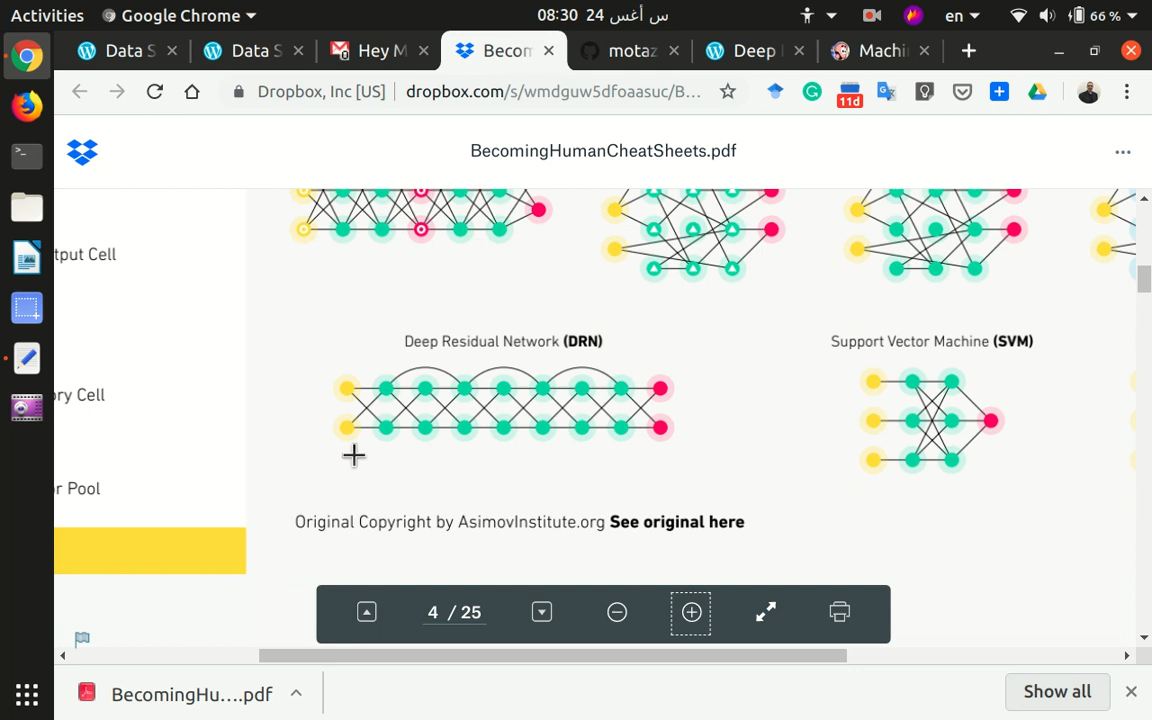 Activities
Google Chrome
س أغس 24 08:30
en
66 %
Data S
Data S
Hey M
Becom
motaz
Deep
Machi
Dropbox, Inc [US]
dropbox.com/s/wmdguw5dfoaasuc/B...
11d
BecomingHumanCheatSheets.pdf
tput Cell
Deep Residual Network (DRN)
Support Vector Machine (SVM)
ry Cell
r Pool
Original Copyright by AsimovInstitute.org See original here
4 / 25
BecomingHu....pdf
Show all